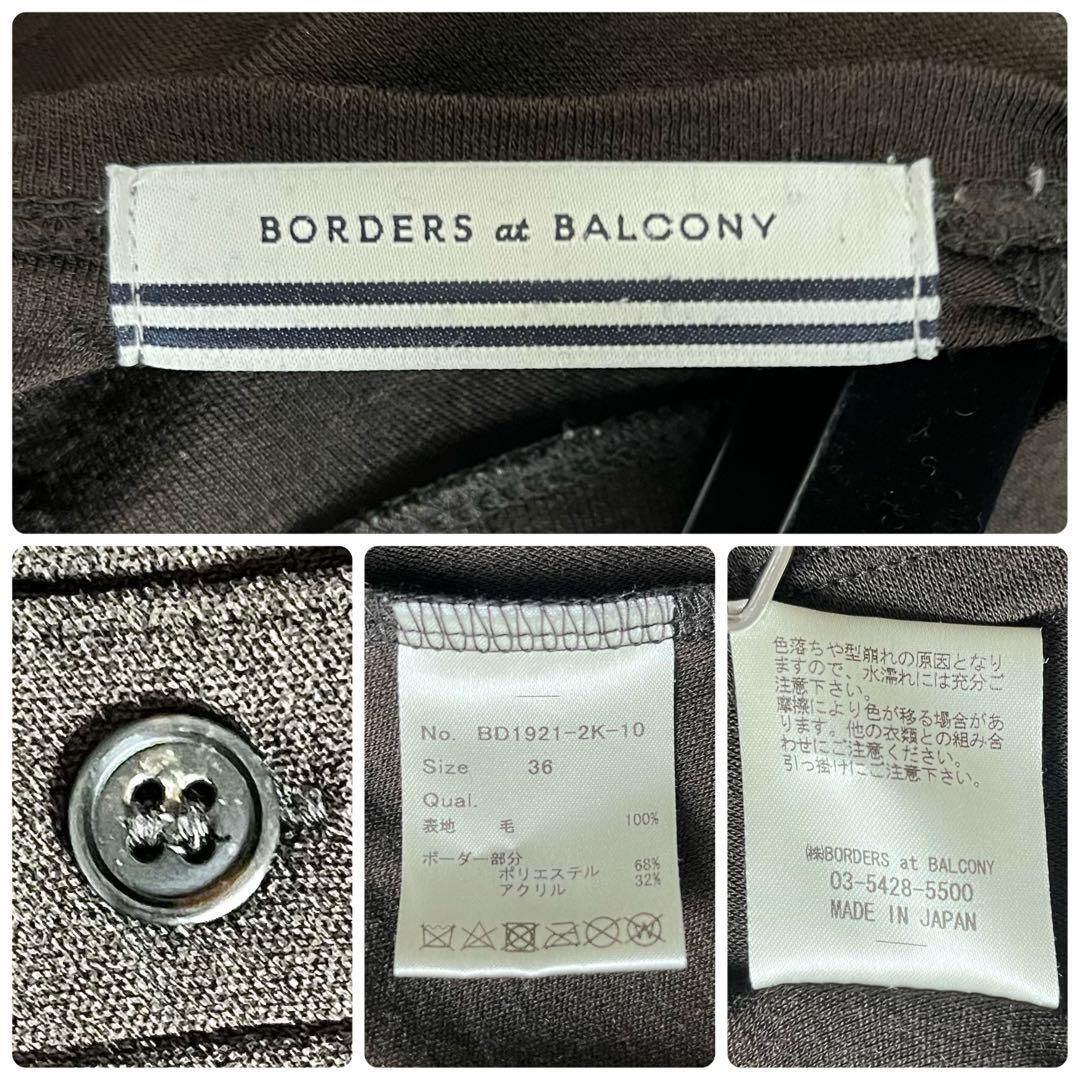 BORDERS at BALCONY
No. BD1921-2K-10
Size 36
Qual.
表地 毛 100%
ボーダー部分
ポリエステル 68%
アクリル 32%
色落ちや型崩れの原因となり
ますので、水濡れには充分ご
注意下さい。
摩擦により色が移る場合があ
ります。他の衣類との組み合
わせにご注意ください。
引っ掛けにご注意下さい。
㈱BORDERS at BALCONY
03-5428-5500
MADE IN JAPAN